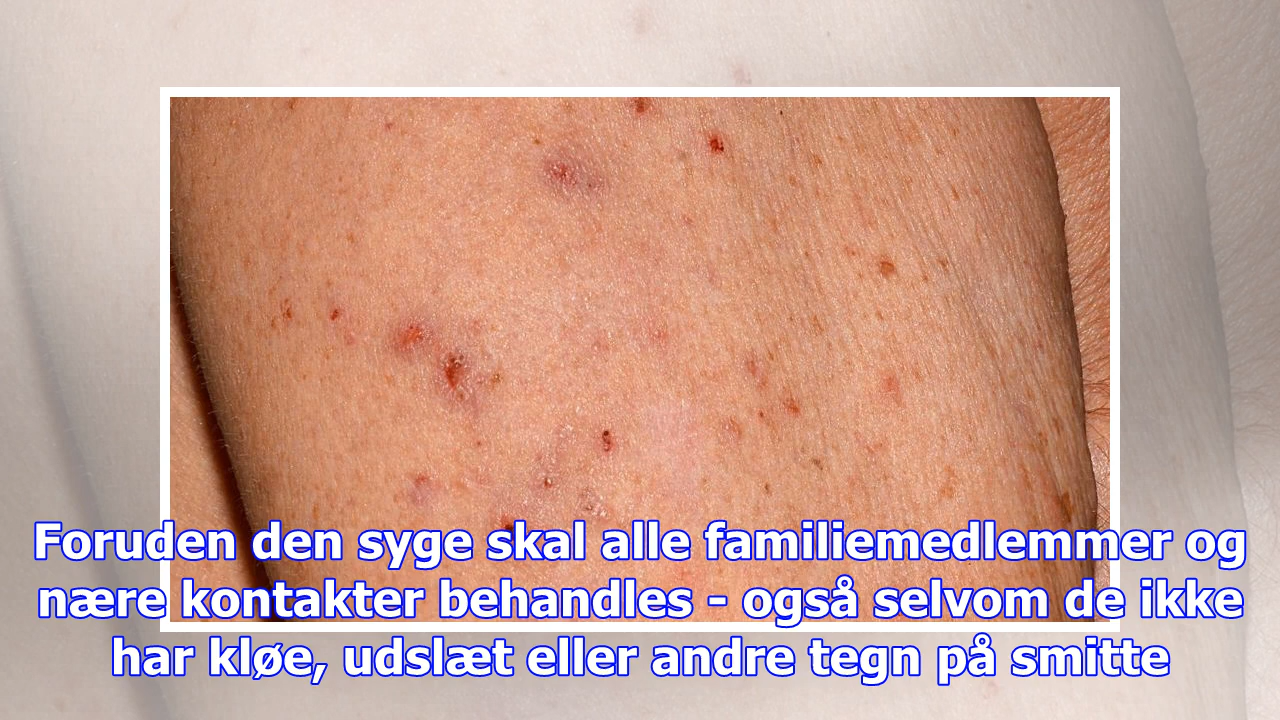 Foruden den syge skal alle familiemedlemmer og
nære kontakter behandles - også selvom de ikke
har kløe, udslæt eller andre tegn på smitte